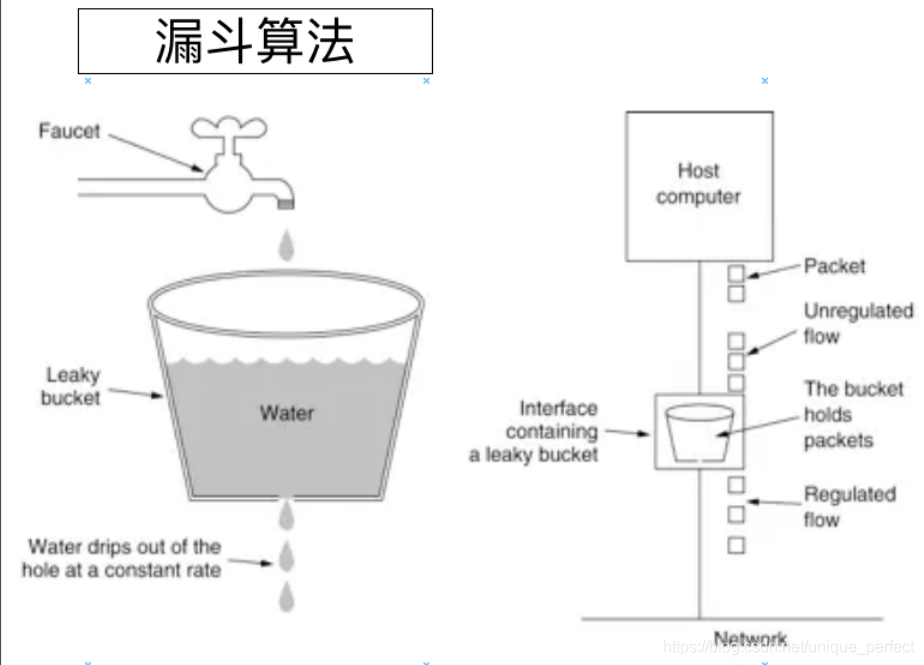 漏斗算法
Faucet
Leaky
bucket
Water
Water drips out of the
hole at a constant rate
Host
computer
Packet
Unregulated
flow
The bucket
holds
packets
Interface
containing
a leaky bucket
Regulated
flow
Network
https://blog.csdn.net/unique_perfect